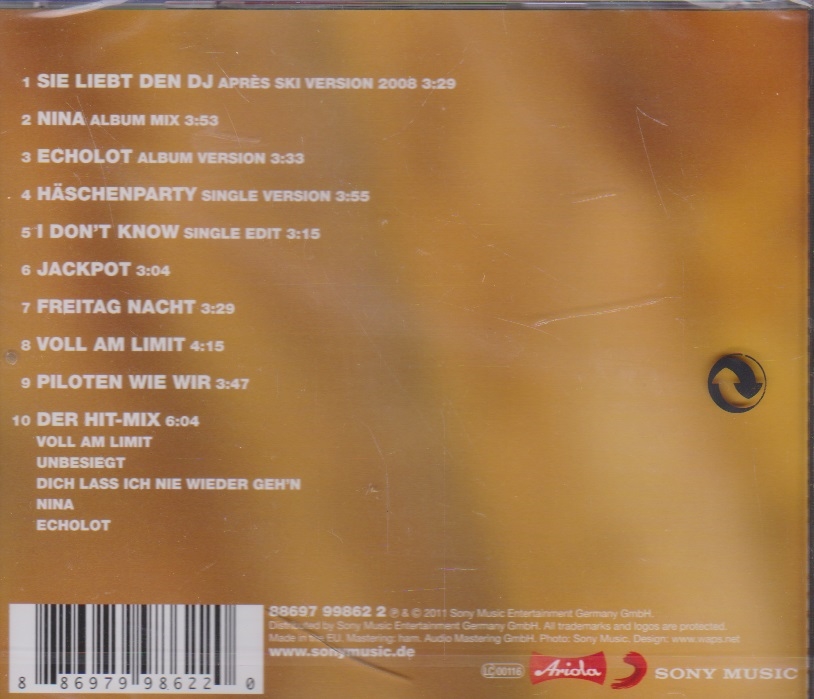 1 SIE LIEBT DEN DJ APRÈS SKI VERSION 2008 3:29
2 NINA ALBUM MIX 3:53
3 ECHOLOT ALBUM VERSION 3:33
4 HÄSCHENPARTY SINGLE VERSION 3:55
5 I DON'T KNOW SINGLE EDIT 3:15
6 JACKPOT 3:04
7 FREITAG NACHT 3:29
8 VOLL AM LIMIT 4:15
9 PILOTEN WIE WIR 3:47
10 DER HIT-MIX 6:04
VOLL AM LIMIT
UNBESIEGT
DICH LASS ICH NIE WIEDER GEH'N
NINA
ECHOLOT
88697 99862 2 ℗ & © 2011 Sony Music Entertainment Germany GmbH.
Distributed by Sony Music Entertainment Germany GmbH. All trademarks and logos are protected.
Made in the EU. Mastering: ham. Audio Mastering GmbH. Photo: Sony Music. Design: www.waps.net
www.sonymusic.de
LC 00116 Ariola SONY MUSIC
8 86979 98622 0